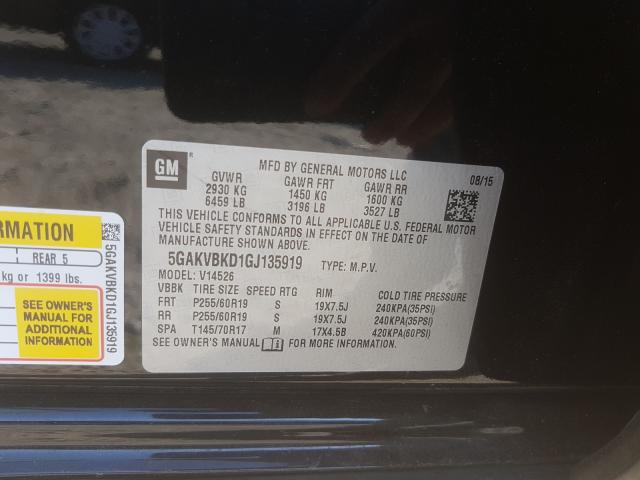 GM
MFD BY GENERAL MOTORS LLC
08/15
GVWR GAWR FRT GAWR RR
2930 KG 1450 KG 1600 KG
6459 LB 3196 LB 3527 LB
THIS VEHICLE CONFORMS TO ALL APPLICABLE U.S. FEDERAL MOTOR
VEHICLE SAFETY STANDARDS IN EFFECT ON THE DATE OF
MANUFACTURE SHOWN ABOVE.
5GAKVBKD1GJ135919 TYPE: M.P.V.
MODEL: V14526
VBBK TIRE SIZE SPEED RTG RIM COLD TIRE PRESSURE
FRT P255/60R19 S 19X7.5J 240KPA(35PSI)
RR P255/60R19 S 19X7.5J 240KPA(35PSI)
SPA T145/70R17 M 17X4.5B 420KPA(60PSI)
SEE OWNER'S MANUAL FOR MORE INFORMATION.
RMATION
REAR 5
kg or 1399 lbs.
SEE OWNER'S
MANUAL FOR
ADDITIONAL
INFORMATION
5GAKVBKD1GJ135919